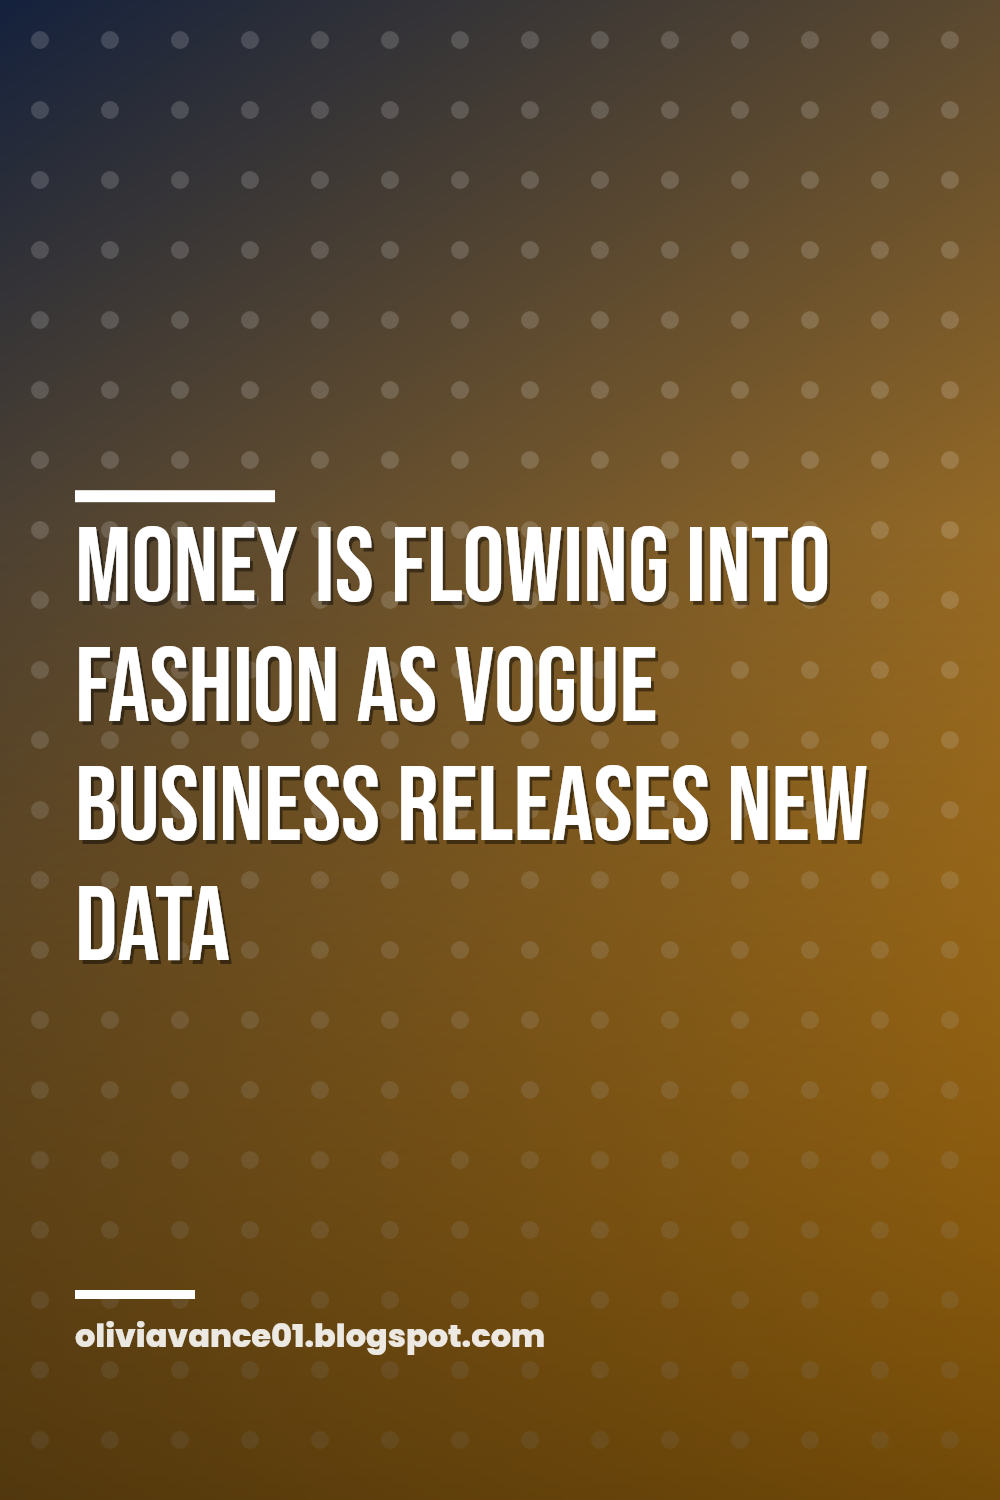 MONEY IS FLOWING INTO
FASHION AS VOGUE
BUSINESS RELEASES NEW
DATA
oliviavance01.blogspot.com